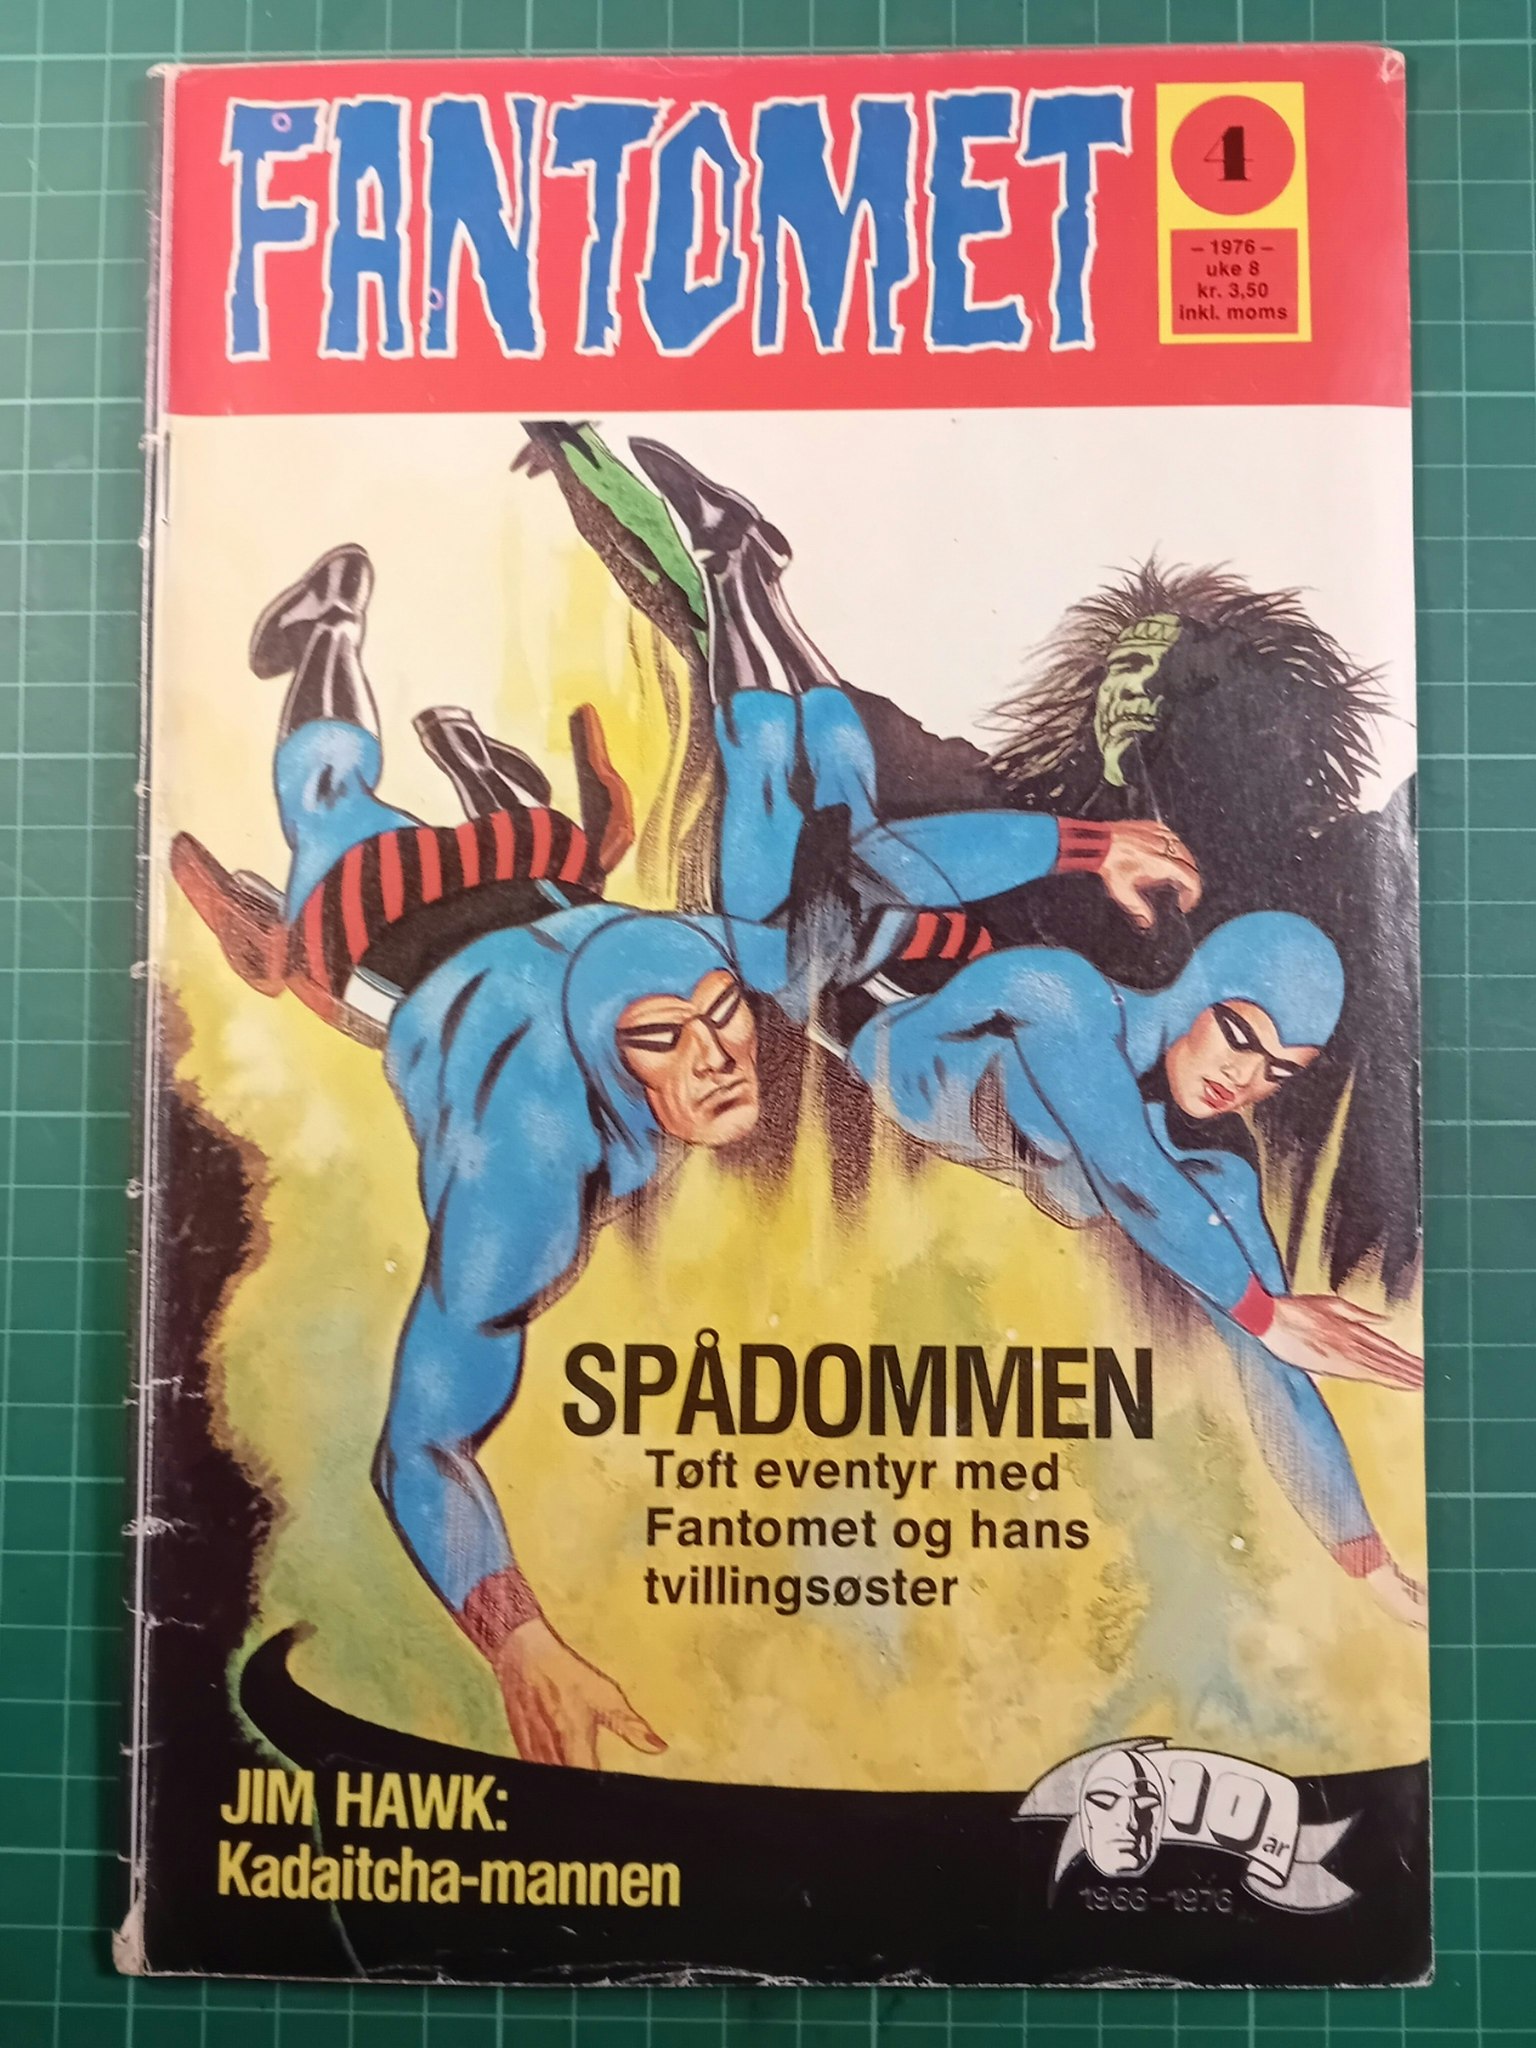 FANTOMET
4
– 1976 –
uke 8
kr. 3,50
inkl. moms
SPÅDOMMEN
Tøft eventyr med
Fantomet og hans
tvillingsøster
JIM HAWK:
Kadaitcha-mannen
10
år
1966–1976